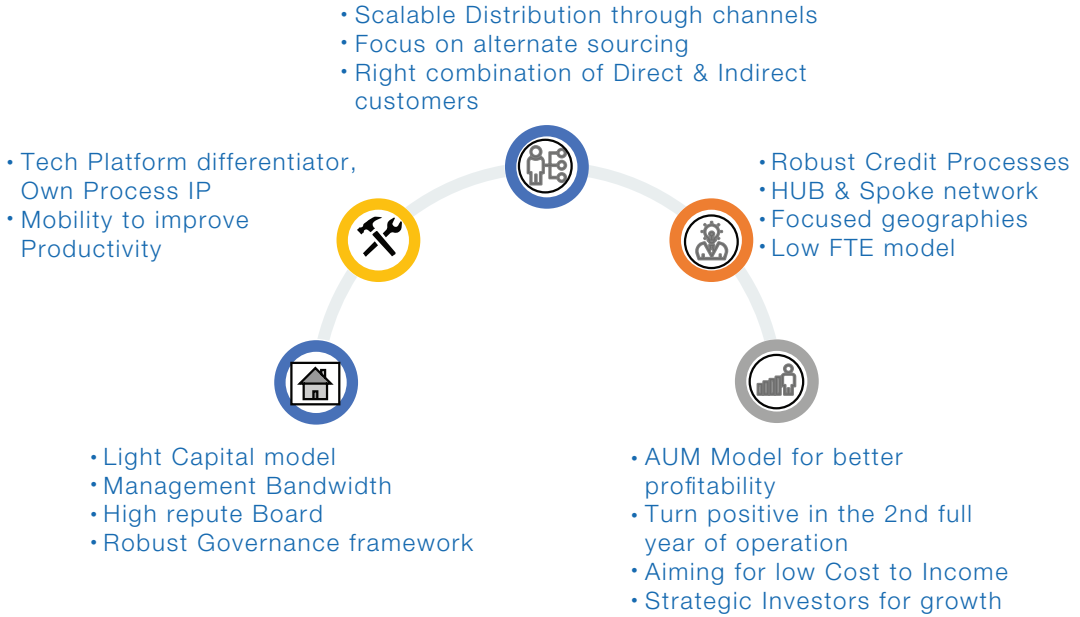 • Scalable Distribution through channels
• Focus on alternate sourcing
• Right combination of Direct & Indirect
customers
• Tech Platform differentiator,
Own Process IP
• Mobility to improve
Productivity
• Robust Credit Processes
• HUB & Spoke network
• Focused geographies
• Low FTE model
• Light Capital model
• Management Bandwidth
• High repute Board
• Robust Governance framework
• AUM Model for better
profitability
• Turn positive in the 2nd full
year of operation
• Aiming for low Cost to Income
• Strategic Investors for growth